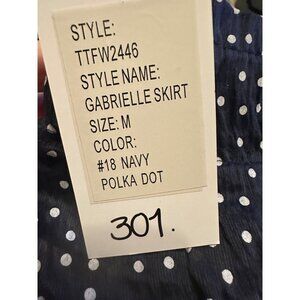 STYLE:
TTFW2446
STYLE NAME:
GABRIELLE SKIRT
SIZE: M
COLOR:
#18 NAVY
POLKA DOT
301.